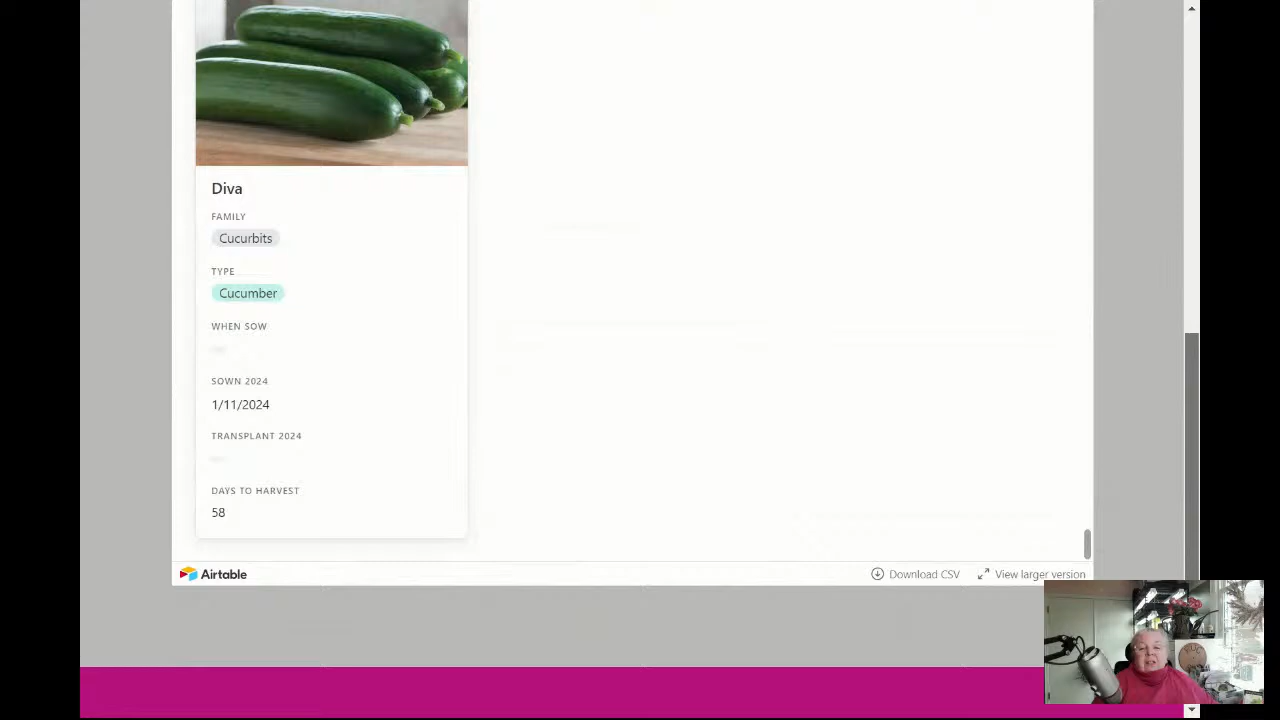 Diva
FAMILY
Cucurbits
TYPE
Cucumber
WHEN SOW
SOWN 2024
1/11/2024
TRANSPLANT 2024
DAYS TO HARVEST
58
Airtable
Download CSV
View larger version